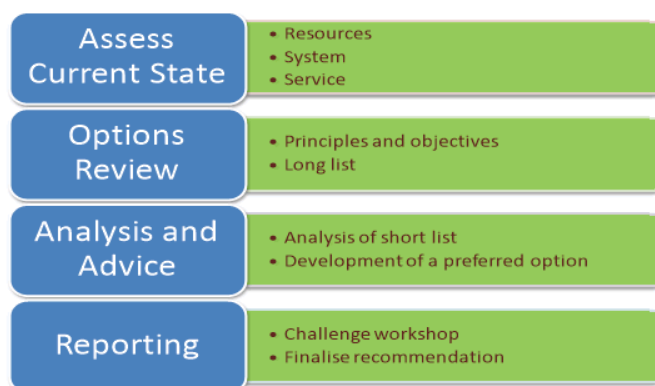 Assess
Current State
• Resources
• System
• Service
Options
Review
• Principles and objectives
• Long list
Analysis and
Advice
• Analysis of short list
• Development of a preferred option
Reporting
• Challenge workshop
• Finalise recommendation